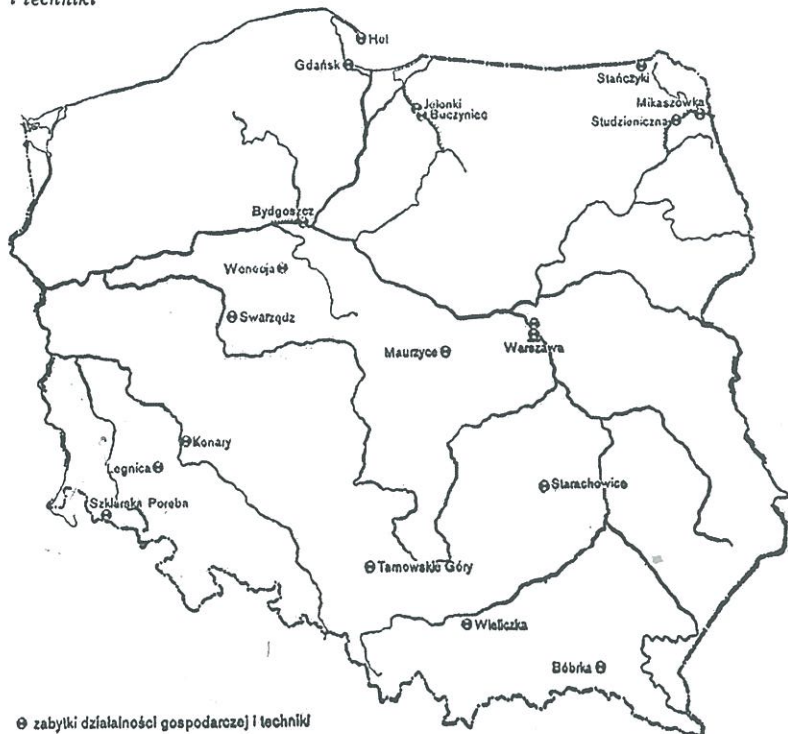 i techniki
Hel
Gdańsk
Stańczyki
Jelonki
Buczyniec
Mikaszówka
Studzieniczna
Bydgoszcz
Wenecja
Swarzędz
Maurzyce
Warszawa
Konary
Legnica
Starachowice
Szklarska Poręba
Tarnowskie Góry
Wieliczka
Bóbrka
zabytki działalności gospodarczej i techniki